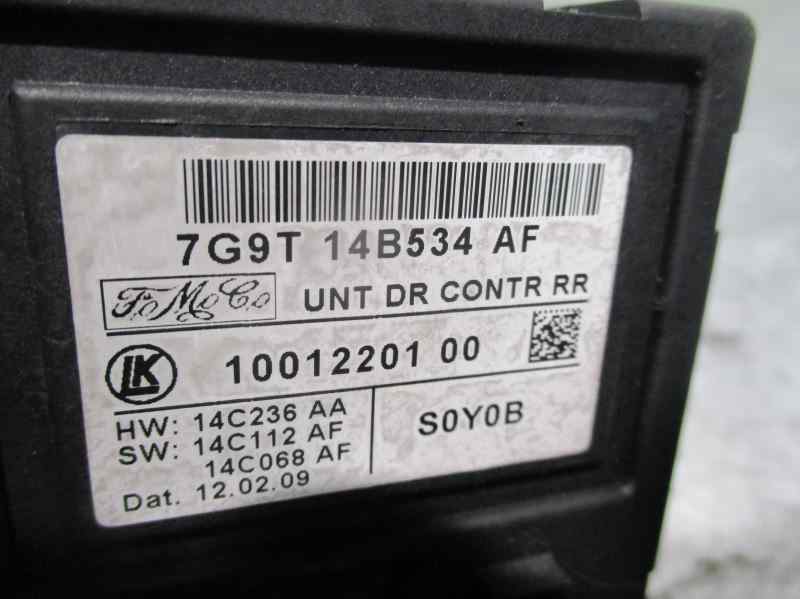 7G9T 14B534 AF
FoMoCo
UNT DR CONTR RR
LK
10012201 00
HW: 14C236 AA
SW: 14C112 AF
14C068 AF
Dat. 12.02.09
S0Y0B